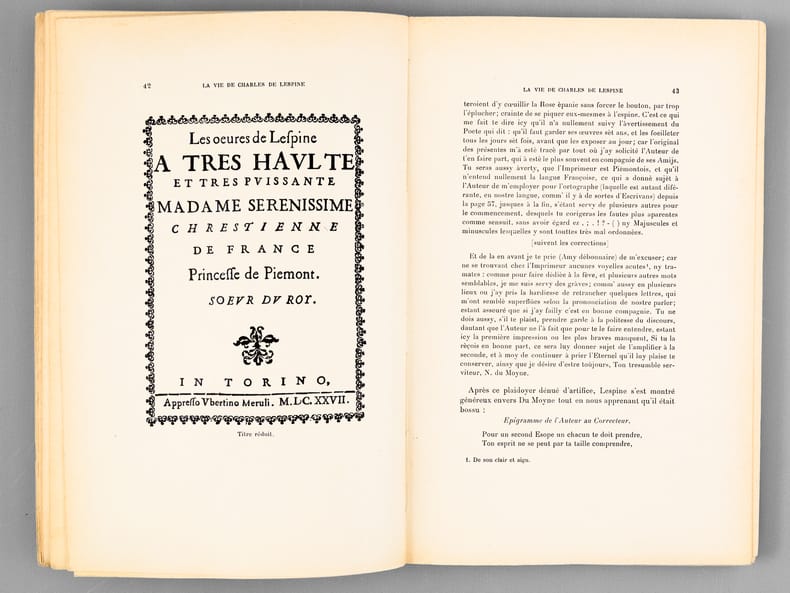 42
LA VIE DE CHARLES DE LESPINE
Les oeures de Lespine
A TRES HAVLTE
ET TRES PVISSANTE
MADAME SERENISSIME
CHRESTIENNE
DE FRANCE
Princesse de Piemont.
SOEVR DV ROY.
IN TORINO,
Appresso Vbertino Meruli. M.DC.XXVII.
Titre réduit.
LA VIE DE CHARLES DE LESPINE
43
teroient d'y cœuillir la Rose èpanie sans forcer le bouton, par trop
l'èplucher; crainte de se piquer eux-mesmes à l'espine. C'est ce qui
me fait te dire icy qu'il n'a nullement suivy l'àvertissement du
Poete qui dit : qu'il faut garder ses œuvres sèt ans, et les fœilleter
tous les jours sèt fois, avant que les exposer au jour; car l'original
des présentes m'a estè tracè par tout où j'ay solicité l'Auteur de
t'en faire part, qui à estè le plus souvent en compagnie de ses Amijs.
Tu seras aussy àverty, que l'Imprimeur est Pièmontois, et qu'il
n'entend nullement la langue Françoise, ce qui a donné sujet à
l'Auteur de m'employer pour l'ortografe (laquelle est autant diffé-
rante, en nostre langue, comm' il y à de sortes d'Escrivans) depuis
la page 57. jusques à la fin, s'étant servy de plusieurs autres pour
le commencement, desquels tu corigeras les fautes plus aparentes
comme sensuit, sans avoir égard ez , ; . ! ? - ( ) ny Majuscules et
minuscules lesquelles y sont touttes très mal ordonnées.
[suivent les corrections]
Et de la en avant je te prie (Amy débonnaire) de m'excuser; car
ne se trouvant chez l'Imprimeur aucunes voyelles acutes¹, ny tra-
mates : comme pour faire dédiée à la fève, et plusieurs autres mots
semblables, je me suis servy des gràves; comm' aussy en plusieurs
lieux ou j'ay pris la hardiesse de retrancher quelques lettres, qui
m'ont semblé superflües selon la prononciation de nostre parler;
estant asseuré que si j'ay failly c'est en bonne compagnie. Tu ne
dois aussy, s'il te plaist, prendre garde à la politesse du discours,
dautant que l'Auteur ne l'à fait que pour te le faire entendre, estant
icy la premiere impression ou les plus braves manquent, Si tu la
rèçois en bonne part, ce sera luy donner sujet de l'amplifier à la
seconde, et à moy de continuer à prier l'Eternel qu'il luy plaise te
conserver, ainsy que je désire d'estre toùjours, Ton tresumble ser-
viteur, N. du Moyne.
Après ce plaidoyer dénué d'artifice, Lespine s'est montré
généreux envers Du Moyne tout en nous apprenant qu'il était
bossu :
Epigramme de l'Auteur au Correcteur.
Pour un second Esope un chacun te doit prendre,
Ton esprit ne se peut par ta taille comprendre,
1. De son clair et aigu.